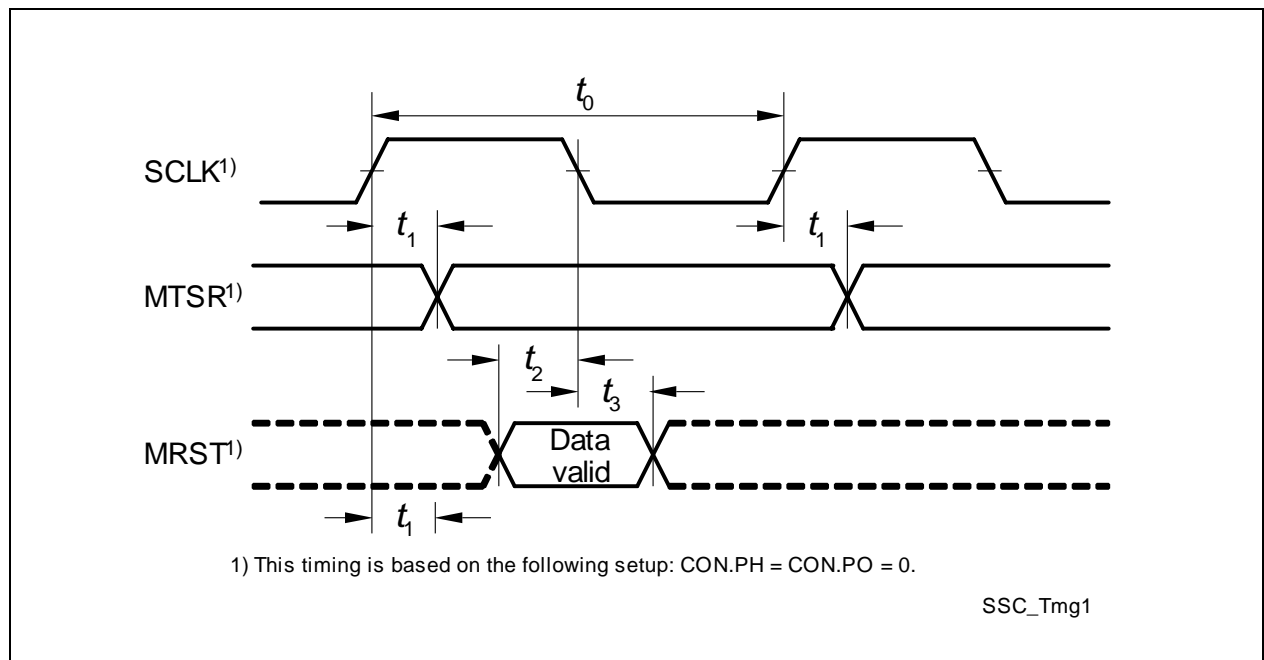 t0
SCLK1)
t1
t1
MTSR1)
t2
t3
MRST1)
Data
valid
t1
1) This timing is based on the following setup: CON.PH = CON.PO = 0.
SSC_Tmg1